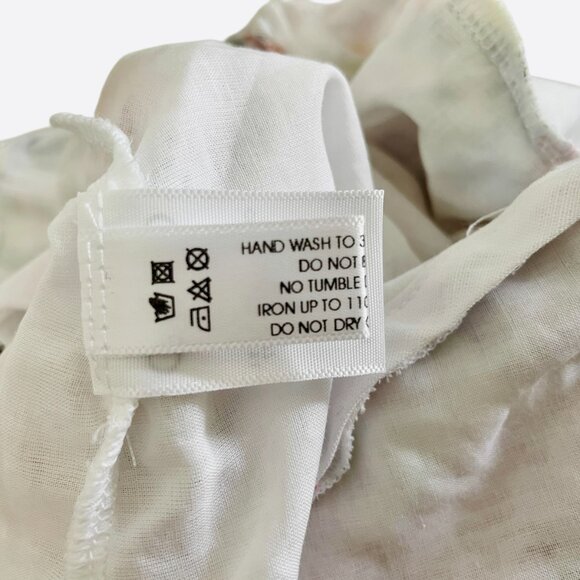 HAND WASH TO 3
DO NOT
NO TUMBLE
IRON UP TO 110
DO NOT DRY